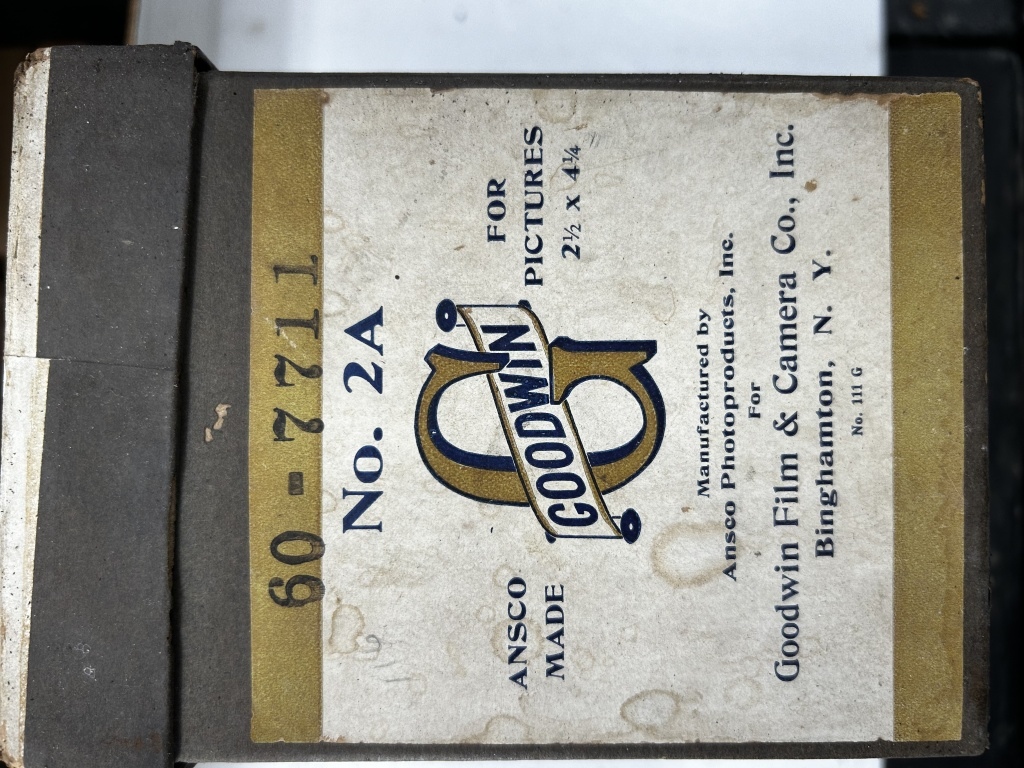 60-7711
No. 2A
ANSCO
MADE
GOODWIN
FOR
PICTURES
2½ x 4¼
Manufactured by
Ansco Photoproducts, Inc.
For
Goodwin Film & Camera Co., Inc.
Binghamton, N. Y.
No. 111 G